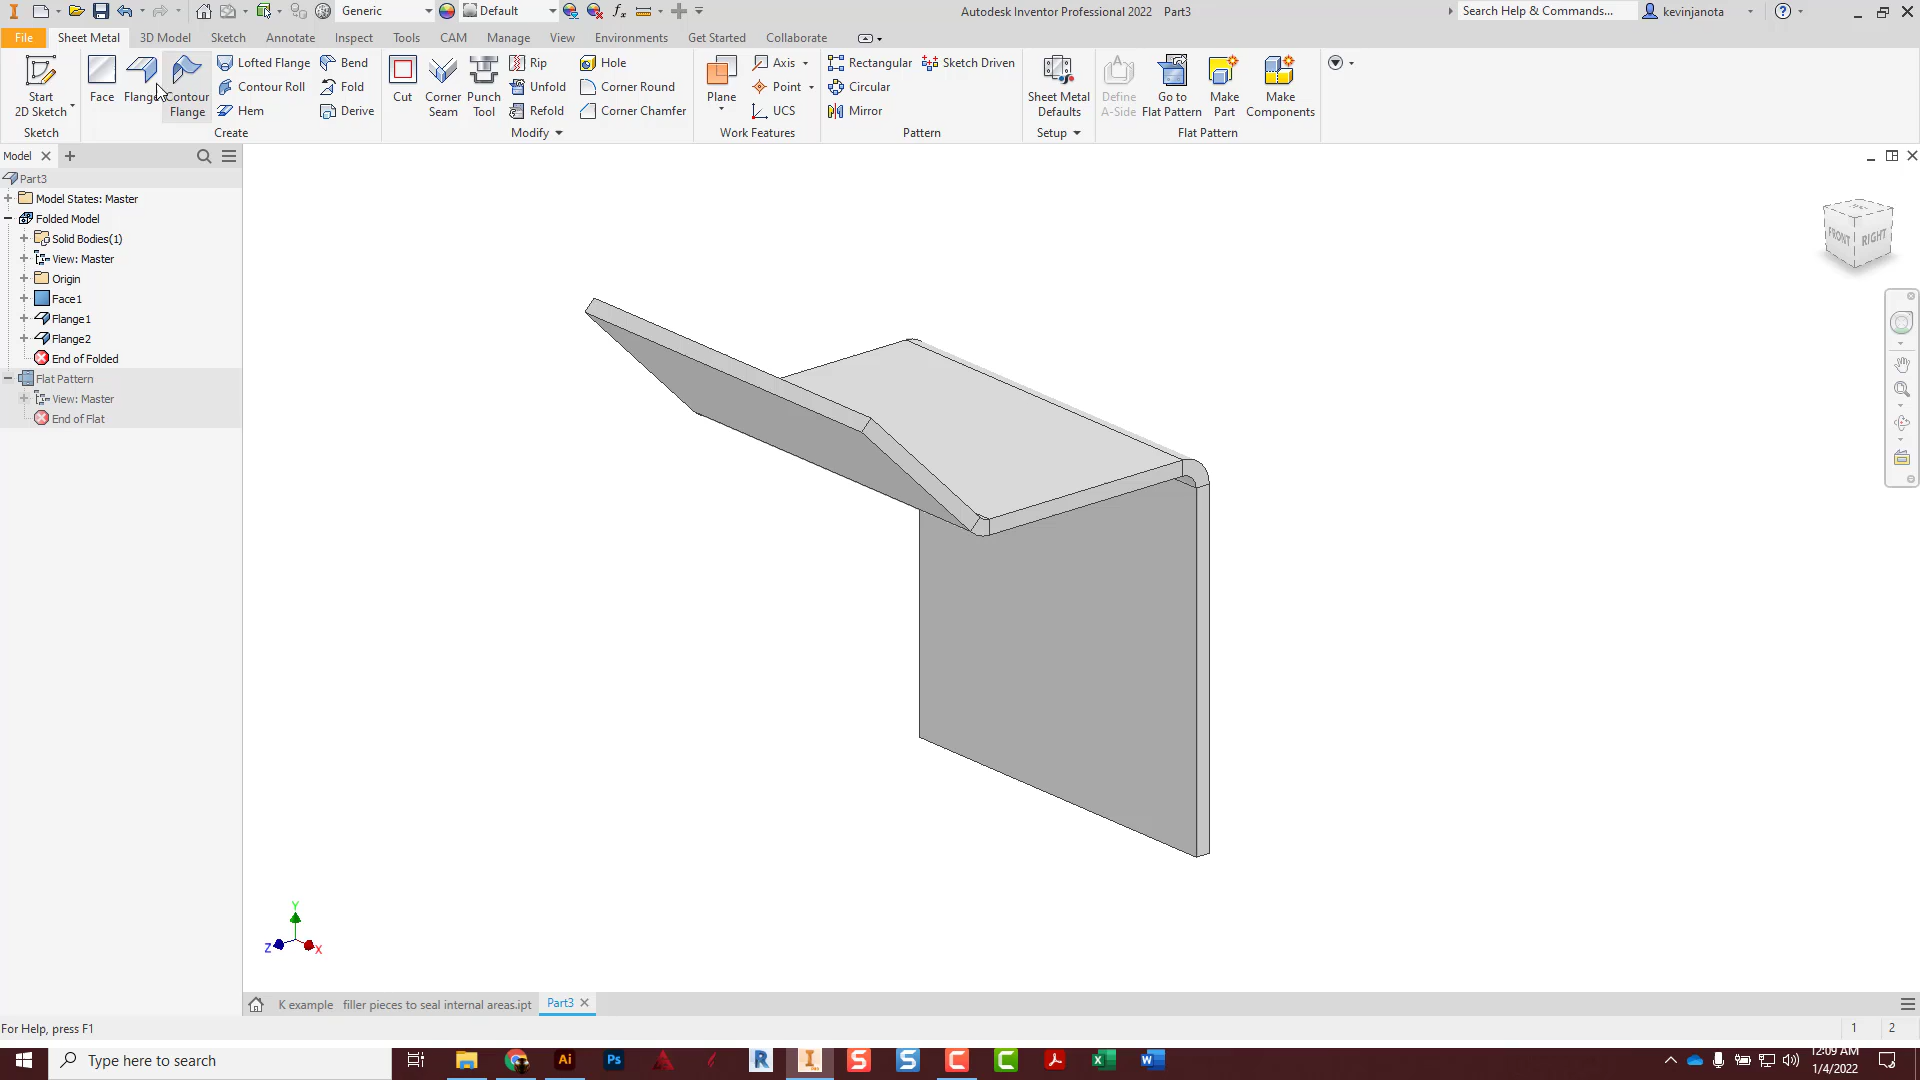 Generic
Default
Autodesk Inventor Professional 2022 Part3
Search Help & Commands...
kevinjanota
File
Sheet Metal
3D Model
Sketch
Annotate
Inspect
Tools
CAM
Manage
View
Environments
Get Started
Collaborate
Start
2D Sketch
Face
Flange
Contour
Flange
Lofted Flange
Contour Roll
Hem
Bend
Fold
Derive
Cut
Corner
Seam
Punch
Tool
Rip
Unfold
Refold
Hole
Corner Round
Corner Chamfer
Plane
Axis
Point
UCS
Rectangular
Circular
Mirror
Sketch Driven
Sheet Metal
Defaults
Define
A-Side
Go to
Flat Pattern
Make
Part
Make
Components
Sketch
Create
Modify
Work Features
Pattern
Setup
Flat Pattern
Model
Part3
Model States: Master
Folded Model
Solid Bodies(1)
View: Master
Origin
Face1
Flange1
Flange2
End of Folded
Flat Pattern
View: Master
End of Flat
FRONT
RIGHT
Y
Z
X
K example filler pieces to seal internal areas.ipt
Part3
For Help, press F1
1
2
Type here to search
Ai
Ps
R
I
S
S
C
C
12:09 AM
1/4/2022